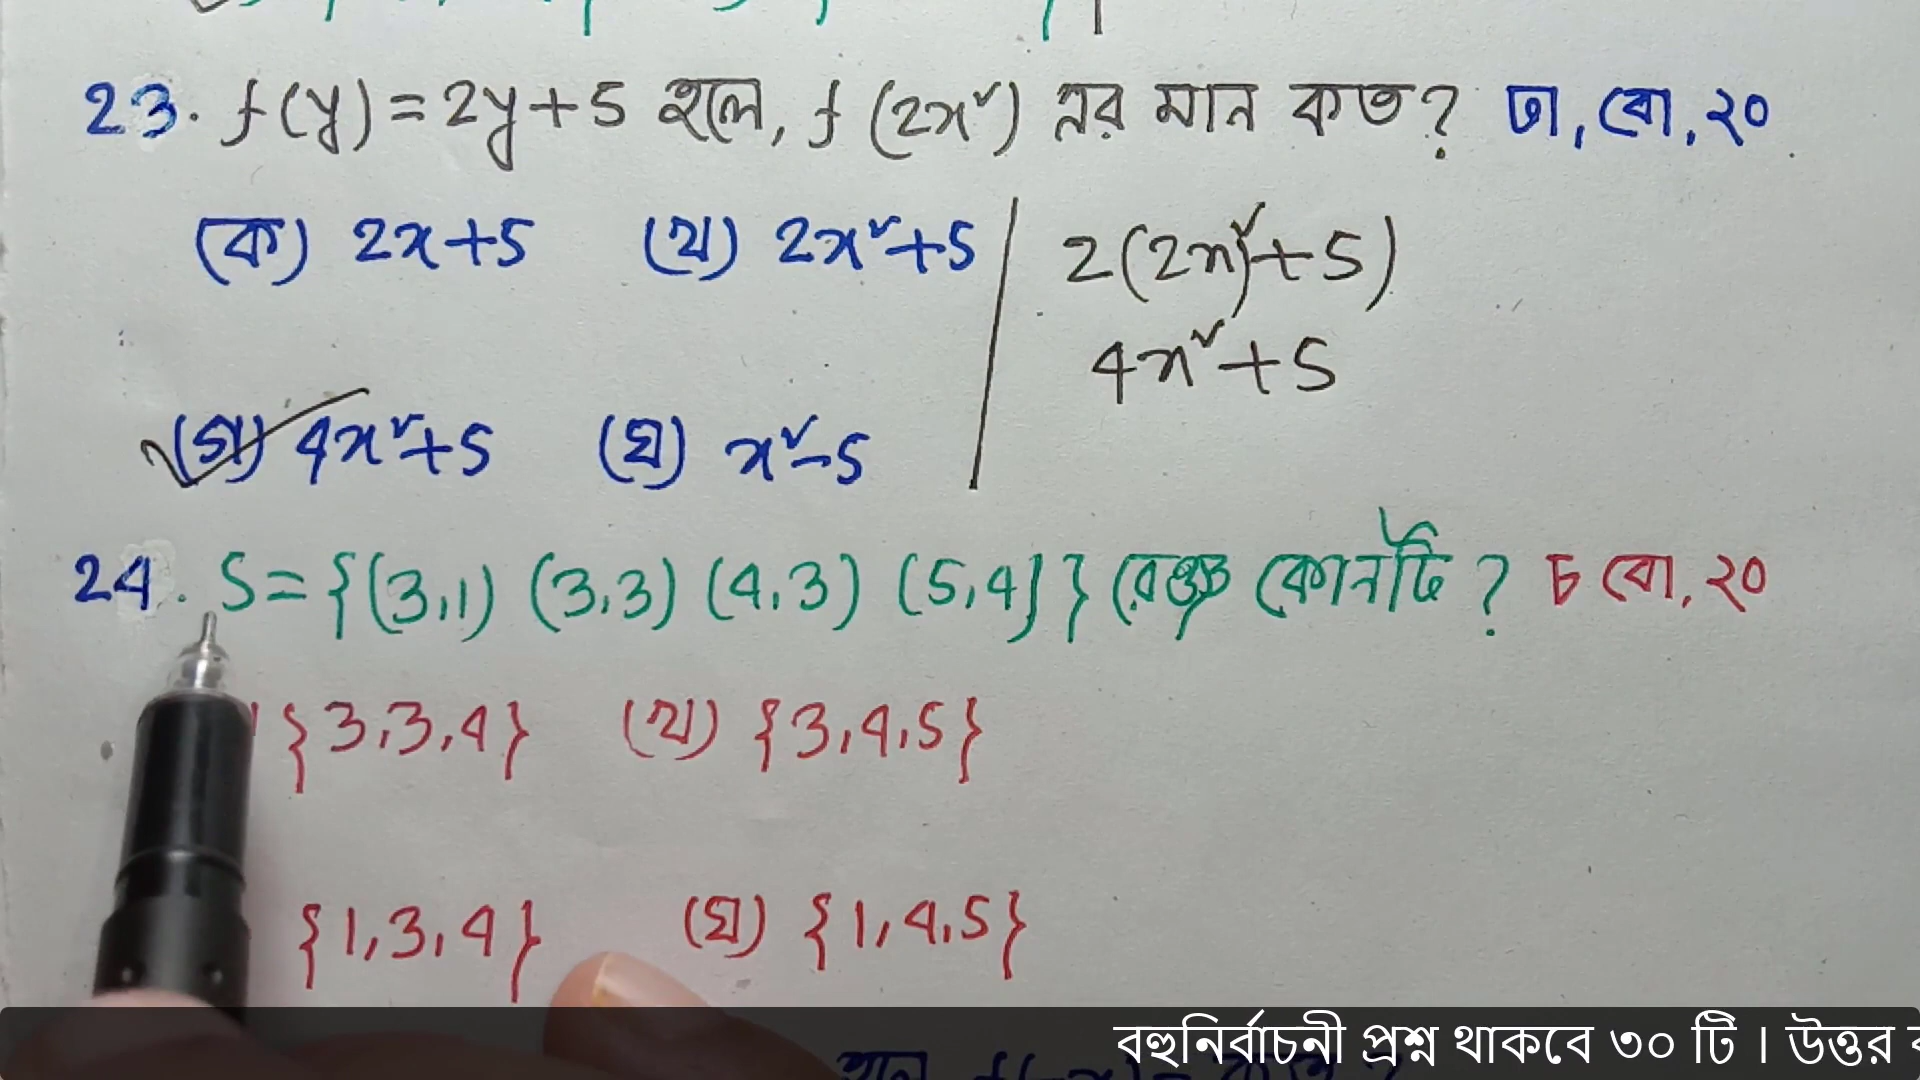 23. f(y)=2y+5 হলে, f(2x²) এর মান কত? ঢা, বো, ২০
(ক) 2x+5 (খ) 2x²+5 2(2x²+5)
4x²+5
(গ) 4x²+5 (ঘ) x²-5
24. S={(3,1) (3,3) (4,3) (5,4)} রেঞ্জ কোনটি? চ বো, ২০
{3,3,4} (খ) {3,4,5}
{1,3,4} (ঘ) {1,4,5}
বহুনির্বাচনী প্রশ্ন থাকবে ৩০ টি । উত্তর